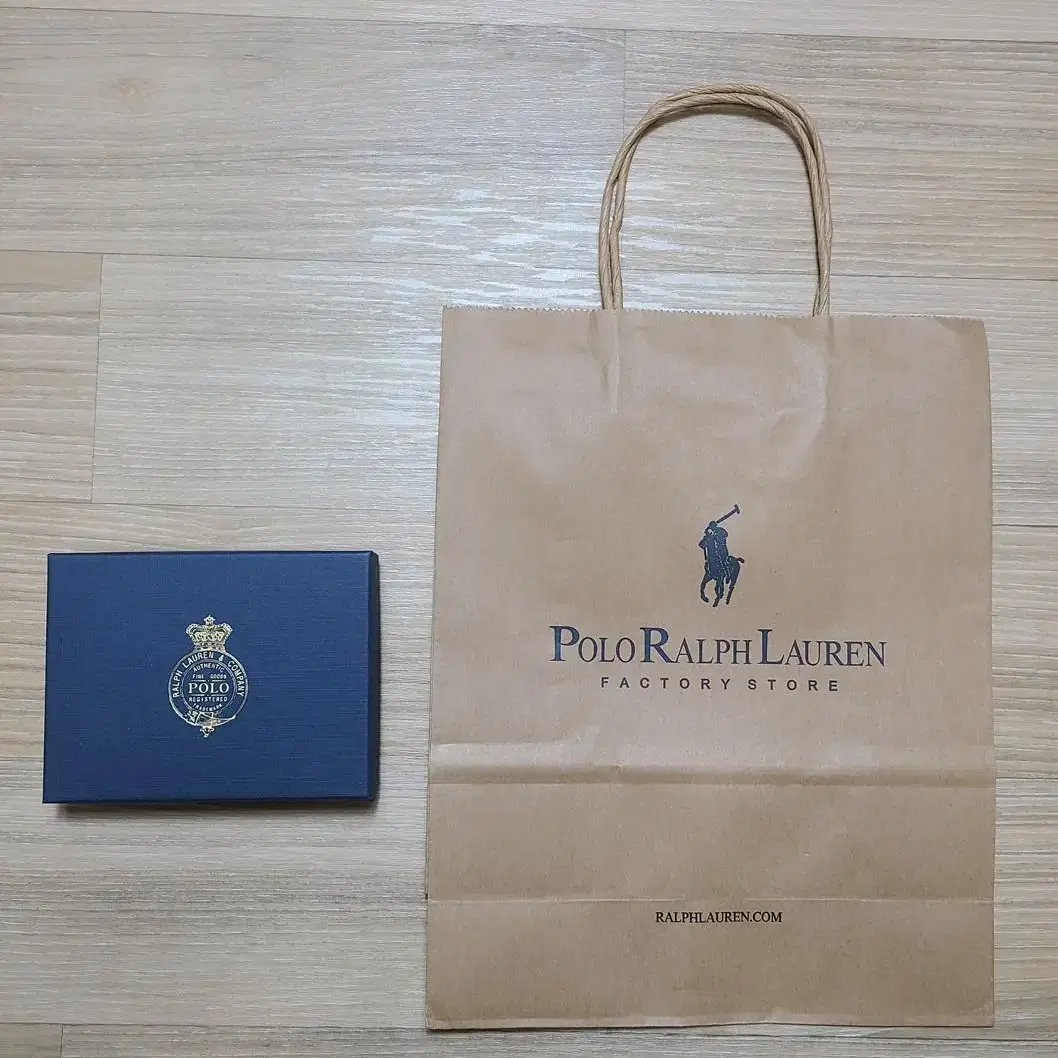 RALPH LAUREN & COMPANY
AUTHENTIC
FINE GOODS
POLO
REGISTERED
TRADEMARK
POLO RALPH LAUREN
FACTORY STORE
RALPHLAUREN.COM